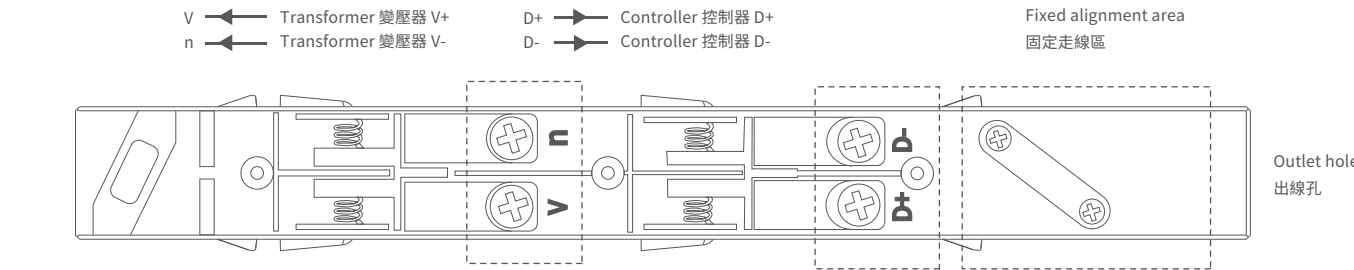 V Transformer 變壓器 V+
n Transformer 變壓器 V-
D+ Controller 控制器 D+
D- Controller 控制器 D-
Fixed alignment area
固定走線區
n
D-
V
D+
Outlet hole
出線孔